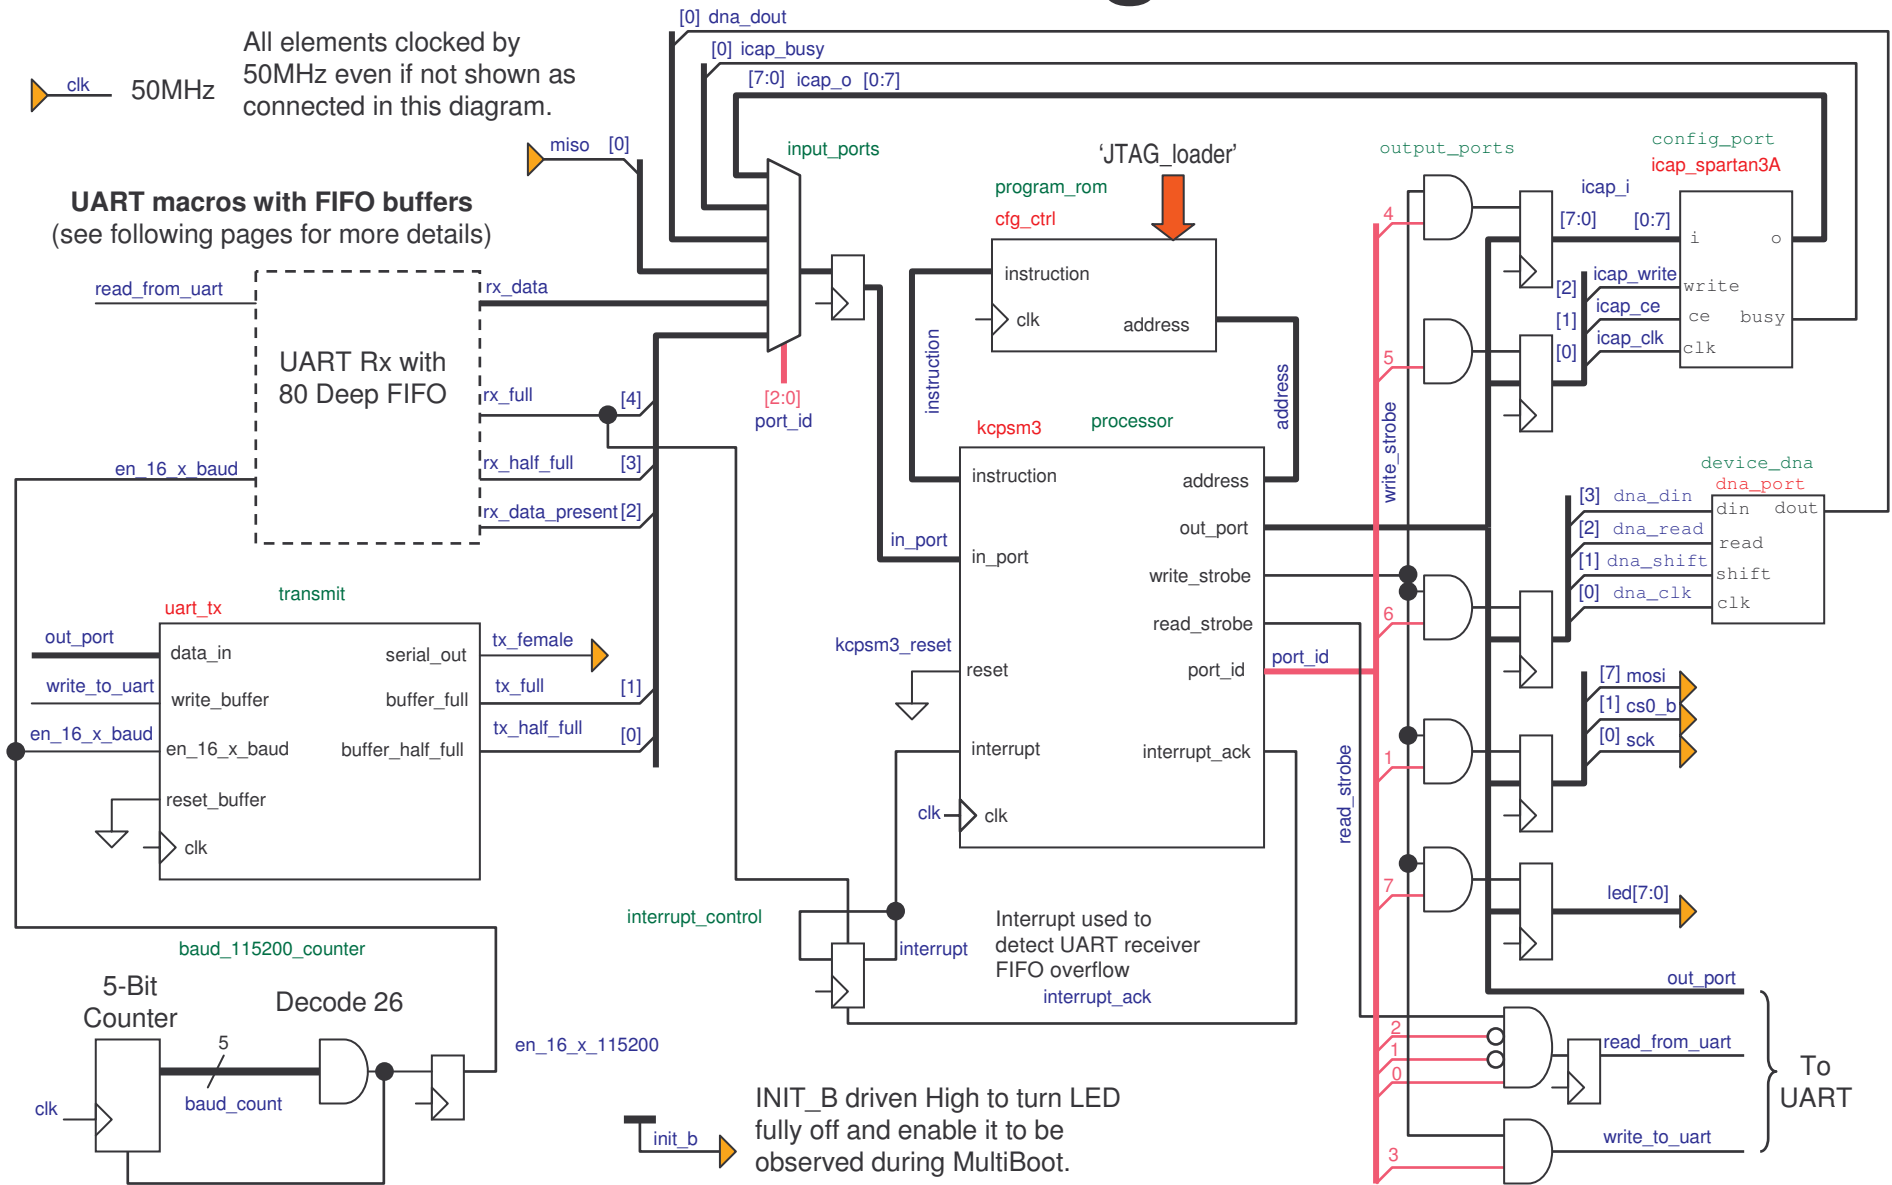 [0] dna_dout
All elements clocked by
50MHz even if not shown as
connected in this diagram.
clk
50MHz
[0] icap_busy
[7:0] icap_o [0:7]
miso [0]
input_ports
'JTAG_loader'
program_rom
cfg_ctrl
instruction
clk
address
instruction
address
output_ports
config_port
icap_spartan3A
icap_i
[7:0] [0:7]
i
o
[2] icap_write
write
[1] icap_ce
ce
busy
[0] icap_clk
clk
4
5
UART macros with FIFO buffers
(see following pages for more details)
read_from_uart
rx_data
UART Rx with
80 Deep FIFO
rx_full
[4]
rx_half_full
[3]
rx_data_present [2]
en_16_x_baud
[2:0]
port_id
kcpsm3
processor
instruction
address
out_port
in_port
in_port
write_strobe
read_strobe
kcpsm3_reset
reset
port_id
port_id
interrupt
interrupt_ack
clk
clk
write_strobe
read_strobe
device_dna
dna_port
[3] dna_din
din
dout
[2] dna_read
read
[1] dna_shift
shift
[0] dna_clk
clk
6
[7] mosi
[1] cs0_b
[0] sck
1
7
led[7:0]
out_port
transmit
uart_tx
out_port
data_in
serial_out
tx_female
write_to_uart
write_buffer
buffer_full
tx_full
[1]
en_16_x_baud
en_16_x_baud
buffer_half_full
tx_half_full
[0]
reset_buffer
clk
interrupt_control
interrupt
Interrupt used to
detect UART receiver
FIFO overflow
interrupt_ack
baud_115200_counter
5-Bit
Counter
Decode 26
5
baud_count
clk
en_16_x_115200
init_b
INIT_B driven High to turn LED
fully off and enable it to be
observed during MultiBoot.
2
1
0
read_from_uart
3
write_to_uart
To
UART